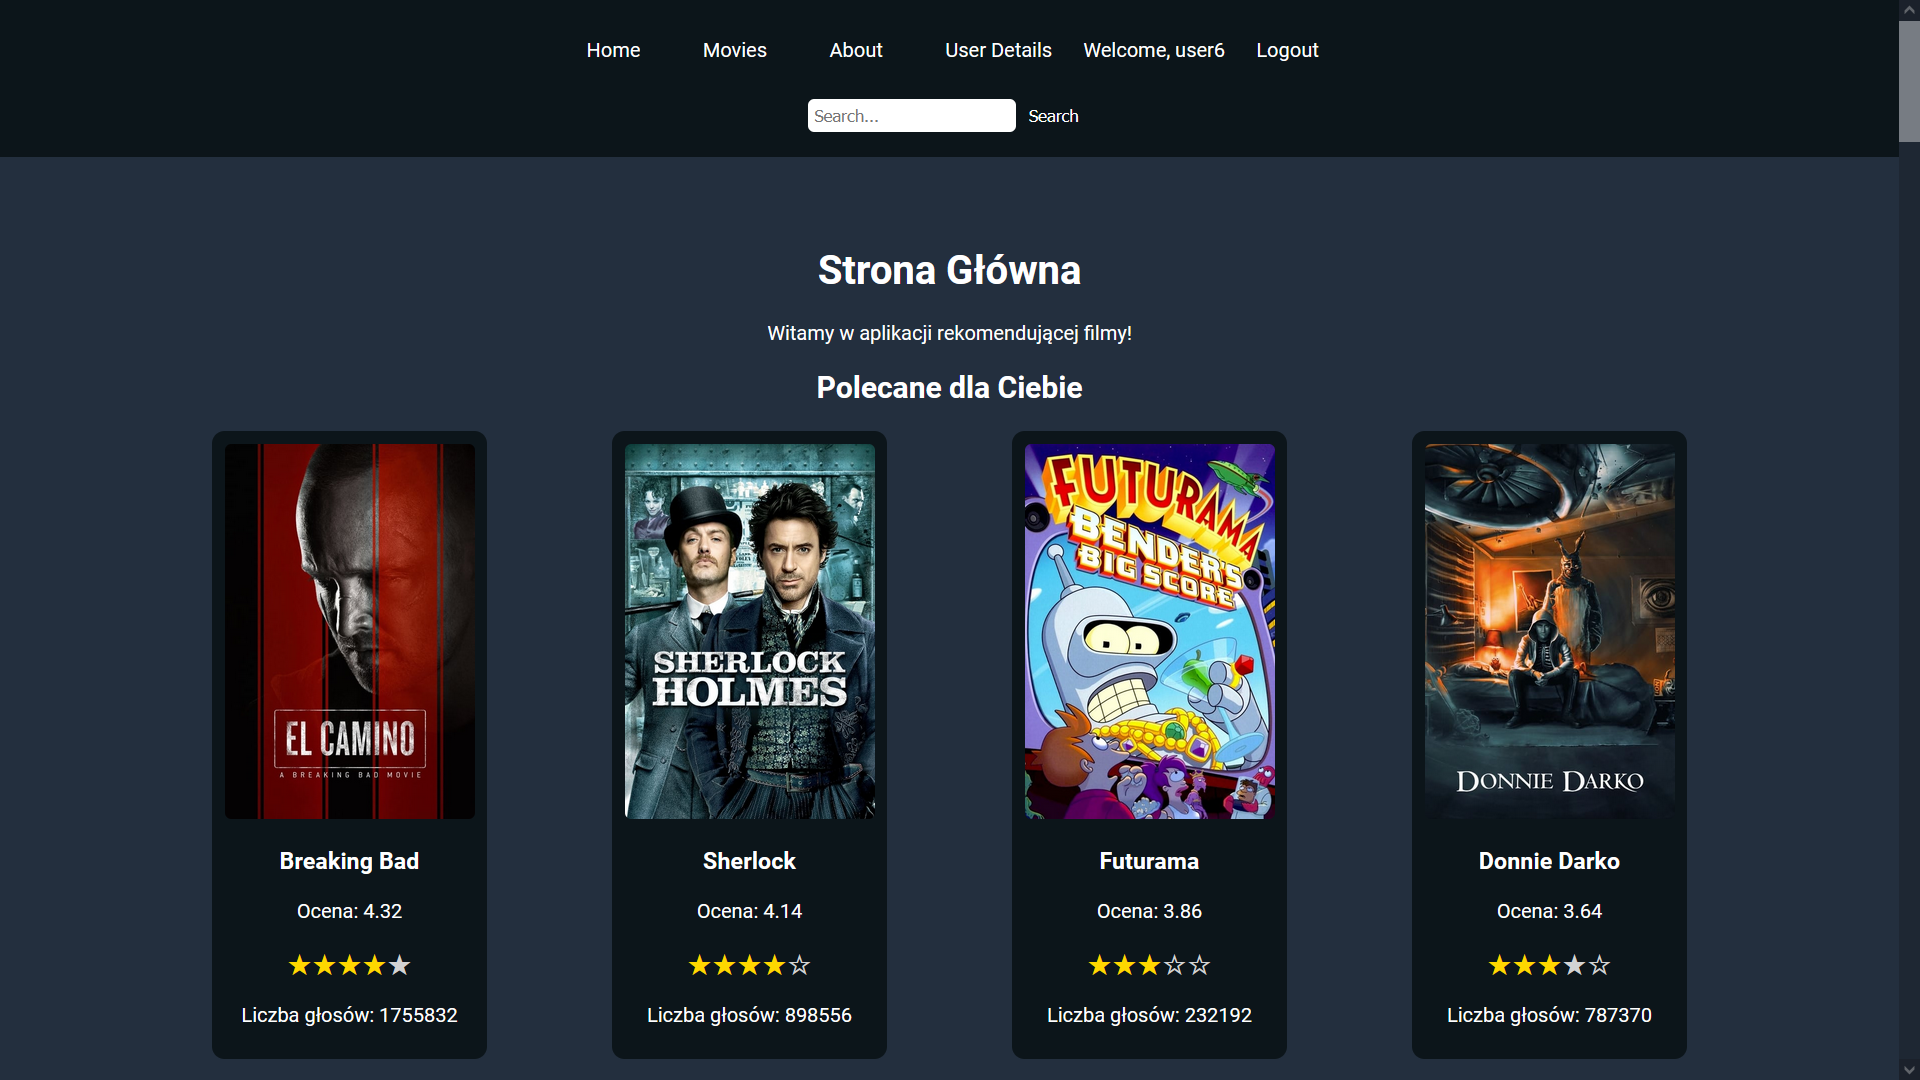 Home Movies About User Details Welcome, user6 Logout
Search... Search
Strona Główna
Witamy w aplikacji rekomendującej filmy!
Polecane dla Ciebie
EL CAMINO
A BREAKING BAD MOVIE
Breaking Bad
Ocena: 4.32
Liczba głosów: 1755832
SHERLOCK
HOLMES
Sherlock
Ocena: 4.14
Liczba głosów: 898556
FUTURAMA
BENDER'S
BIG SCORE
Futurama
Ocena: 3.86
Liczba głosów: 232192
DONNIE DARKO
Donnie Darko
Ocena: 3.64
Liczba głosów: 787370